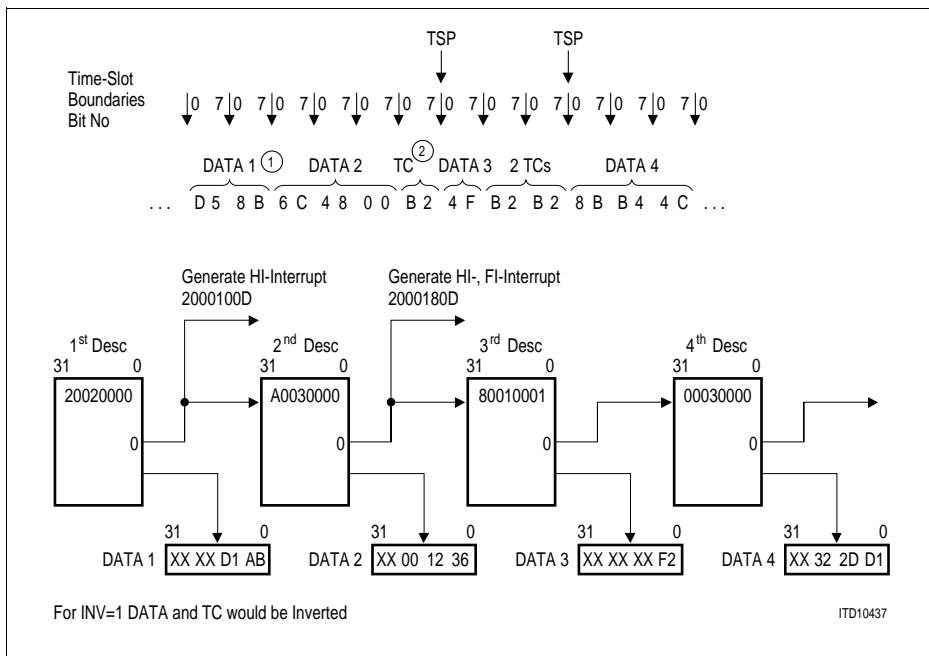 TSP TSP
Time-Slot
Boundaries
Bit No
0 7 0 7 0 7 0 7 0 7 0 7 0 7 0 7 0 7 0 7 0 7 0 7 0
DATA 1 1 DATA 2 TC 2 DATA 3 2 TCs DATA 4
... D 5 8 B 6 C 4 8 0 0 B 2 4 F B 2 B 2 8 B B 4 4 C ...
Generate HI-Interrupt
2000100D
Generate HI-, FI-Interrupt
2000180D
1st Desc 2nd Desc 3rd Desc 4th Desc
31 0 31 0 31 0 31 0
20020000 A0030000 80010001 00030000
0 0 0 0
31 0 31 0 31 0 31 0
DATA 1 XX XX D1 AB DATA 2 XX 00 12 36 DATA 3 XX XX XX F2 DATA 4 XX 32 2D D1
For INV=1 DATA and TC would be Inverted
ITD10437